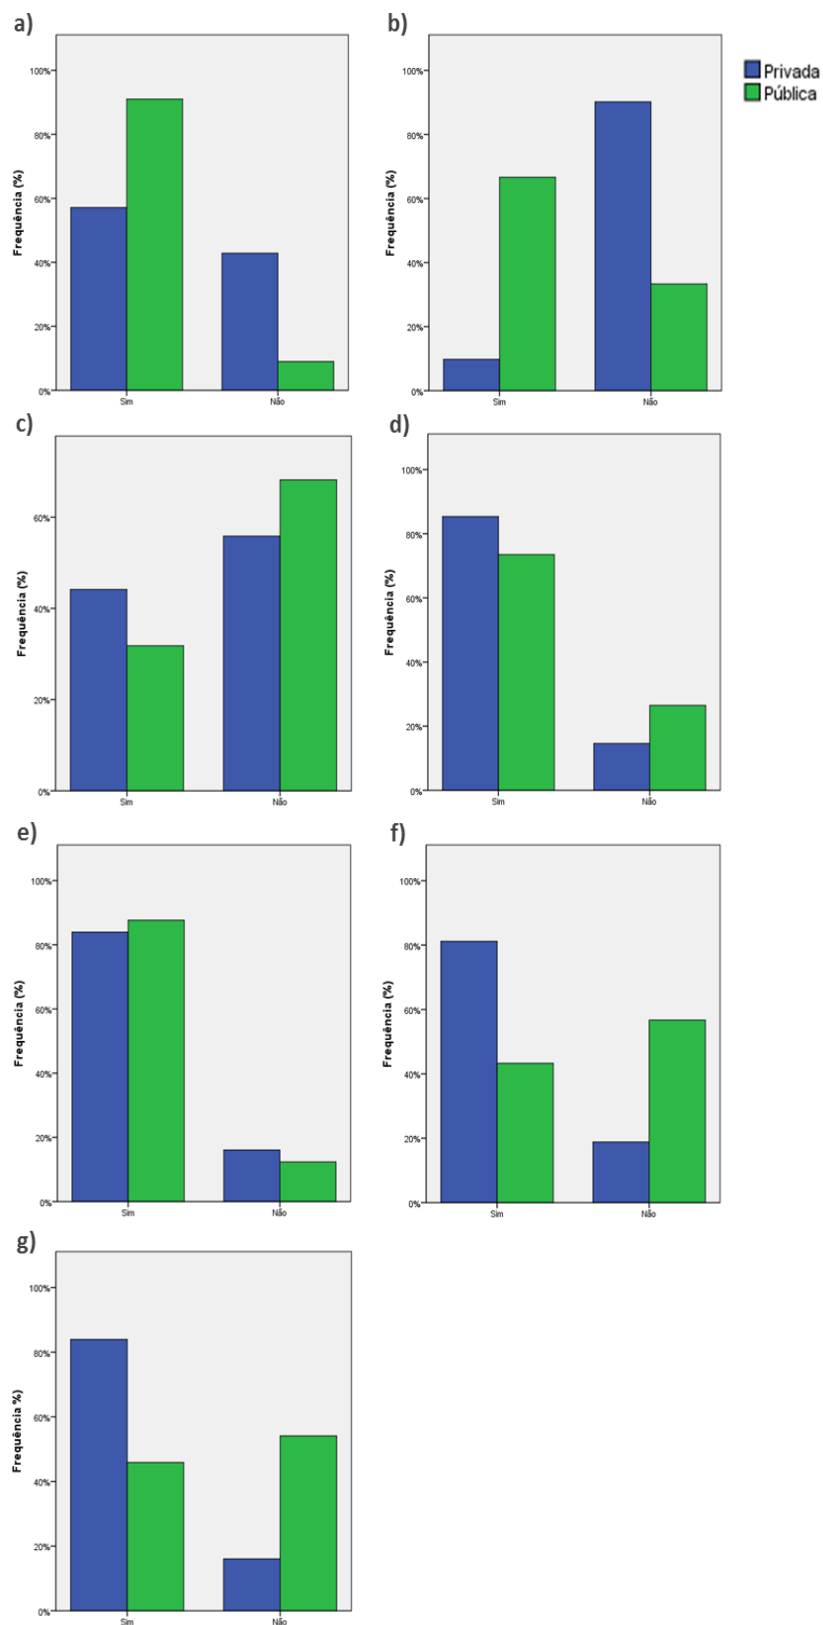 a)
100%
80%
60%
40%
20%
0%
Frequência (%)
Sim
Não
b)
100%
80%
60%
40%
20%
0%
Frequência (%)
Sim
Não
Privada
Pública
c)
60%
40%
20%
0%
Frequência (%)
Sim
Não
d)
100%
80%
60%
40%
20%
0%
Frequência (%)
Sim
Não
e)
100%
80%
60%
40%
20%
0%
Frequência (%)
Sim
Não
f)
100%
80%
60%
40%
20%
0%
Frequência (%)
Sim
Não
g)
100%
80%
60%
40%
20%
0%
Frequência %)
Sim
Não